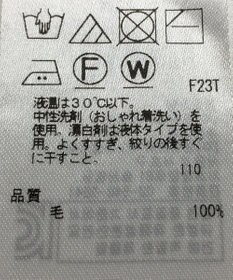 F
W
F23T
液温は30℃以下。
中性洗剤（おしゃれ着洗い）を
使用。漂白剤は液体タイプを使
用。よくすすぎ、絞りの後すぐ
に干すこと。
110
品質
毛 100%